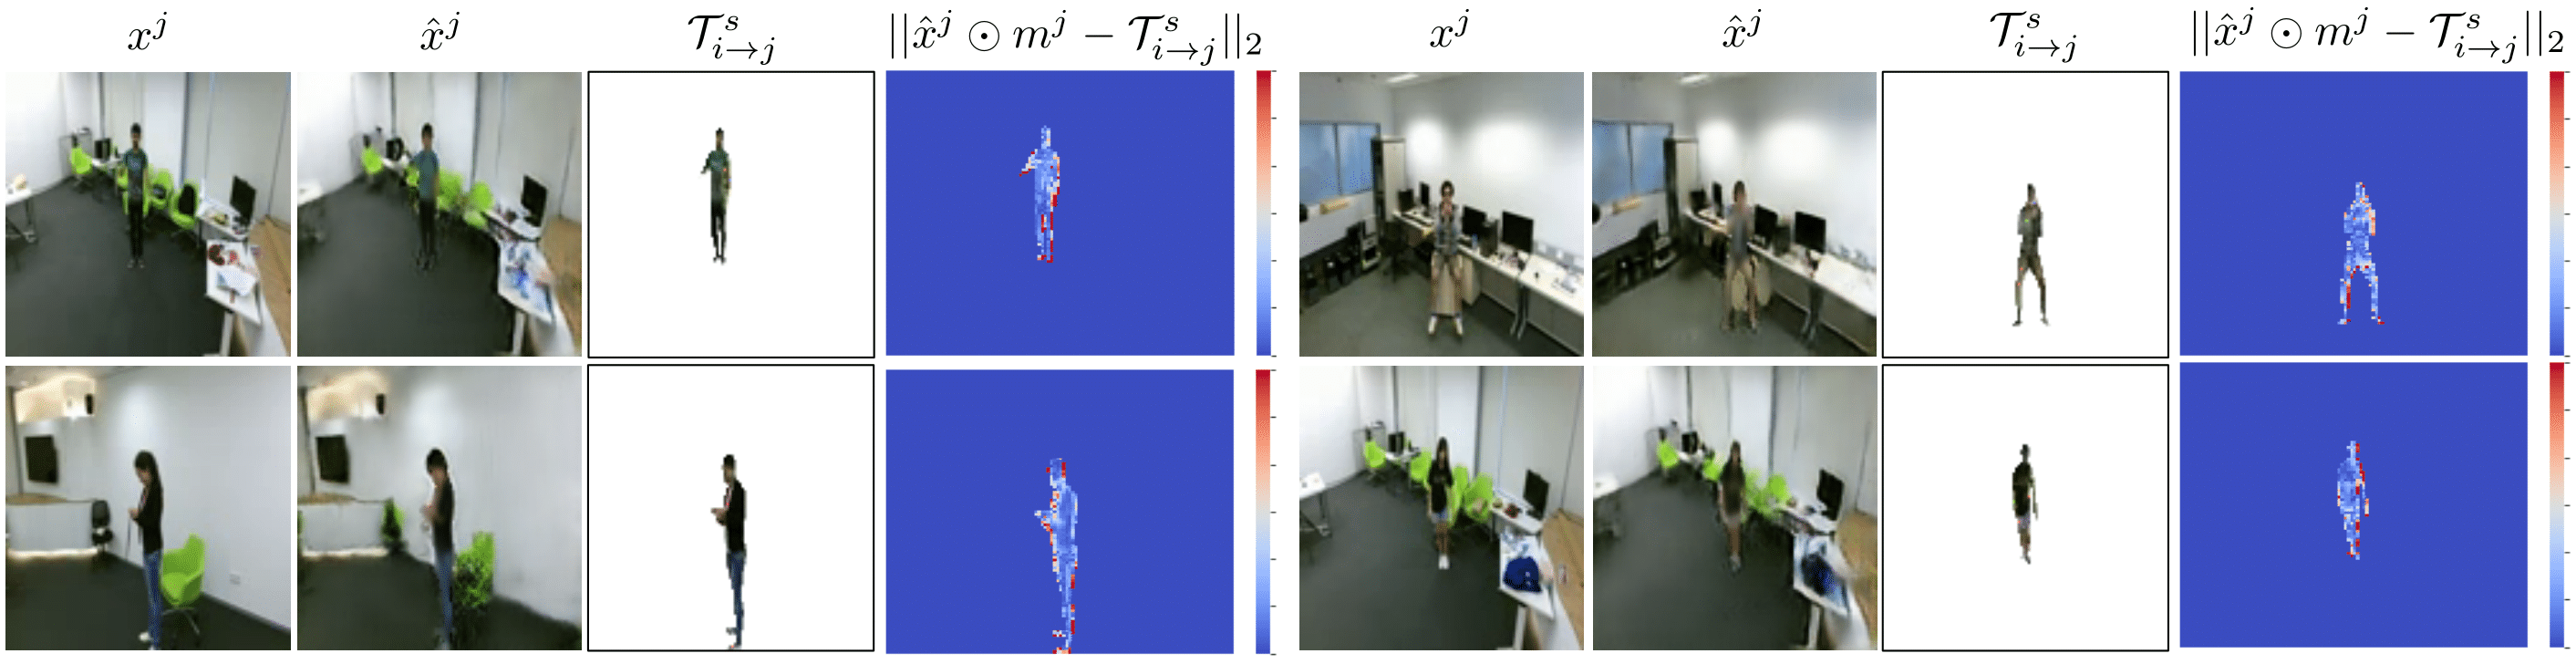 $x^j$ $\hat{x}^j$ $\mathcal{T}^s_{i \to j}$ $||\hat{x}^j \odot m^j - \mathcal{T}^s_{i \to j}||_2$ $x^j$ $\hat{x}^j$ $\mathcal{T}^s_{i \to j}$ $||\hat{x}^j \odot m^j - \mathcal{T}^s_{i \to j}||_2$